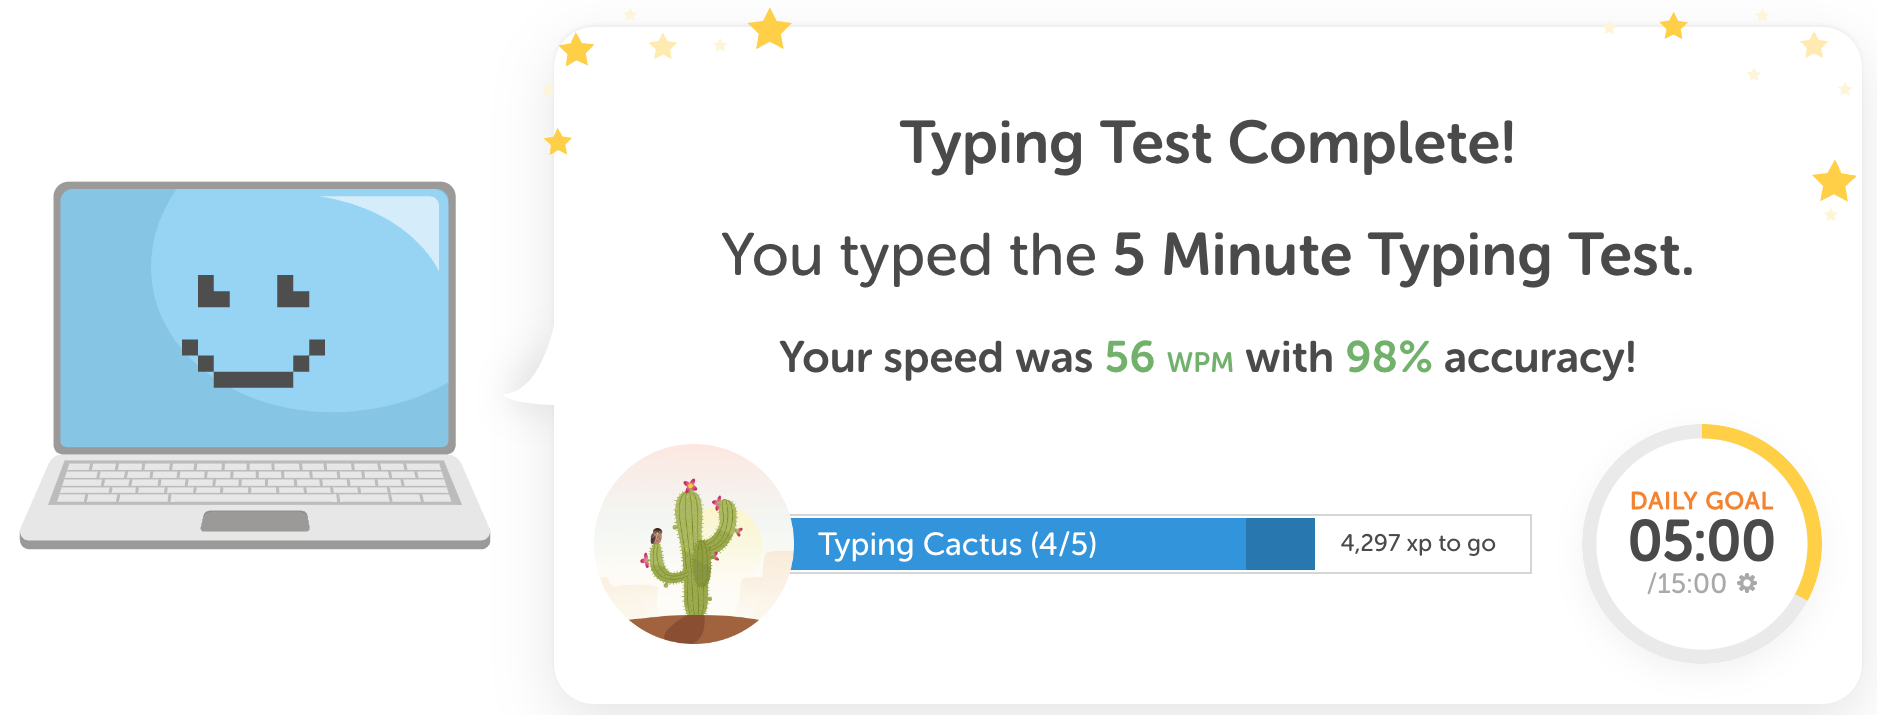 Typing Test Complete!
You typed the 5 Minute Typing Test.
Your speed was 56 WPM with 98% accuracy!
Typing Cactus (4/5)
4,297 xp to go
DAILY GOAL
05:00
/15:00